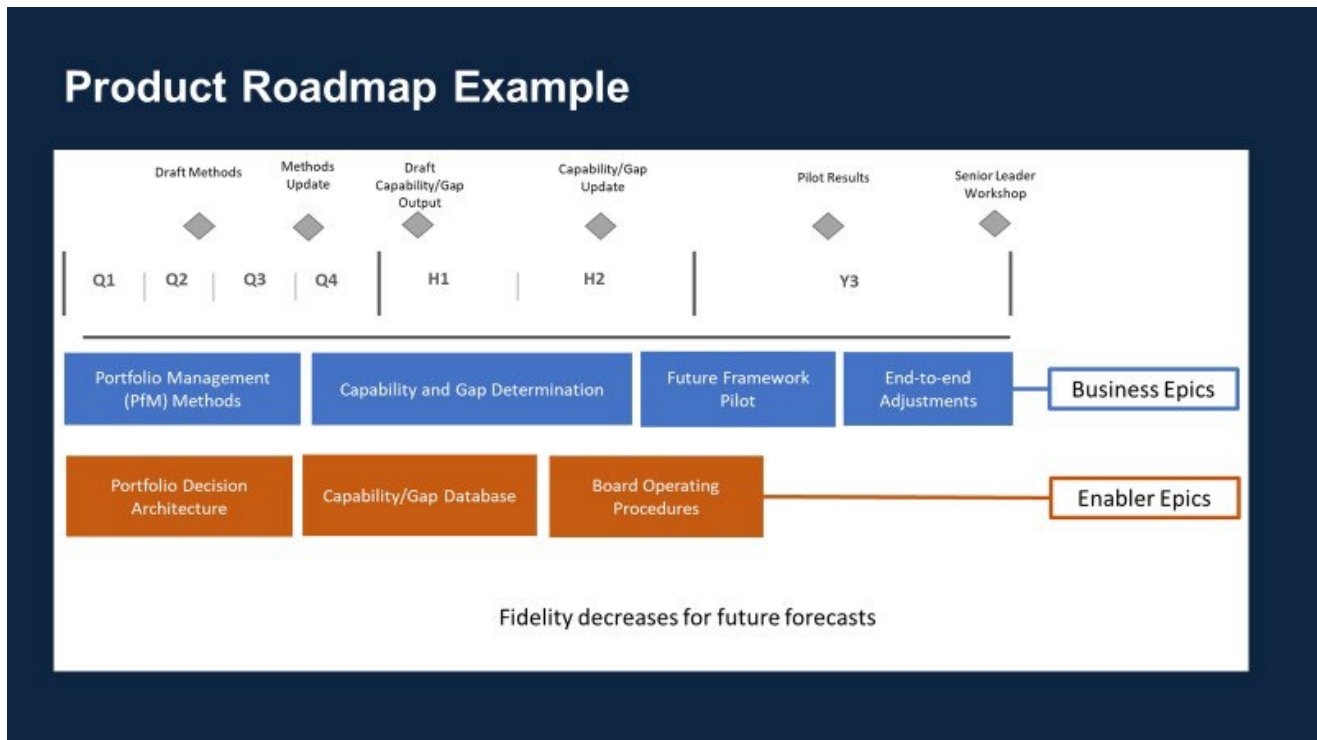 Product Roadmap Example
Draft Methods
Methods
Update
Draft
Capability/Gap
Output
Capability/Gap
Update
Pilot Results
Senior Leader
Workshop
Q1
Q2
Q3
Q4
H1
H2
Y3
Portfolio Management
(PfM) Methods
Capability and Gap Determination
Future Framework
Pilot
End-to-end
Adjustments
Business Epics
Portfolio Decision
Architecture
Capability/Gap Database
Board Operating
Procedures
Enabler Epics
Fidelity decreases for future forecasts